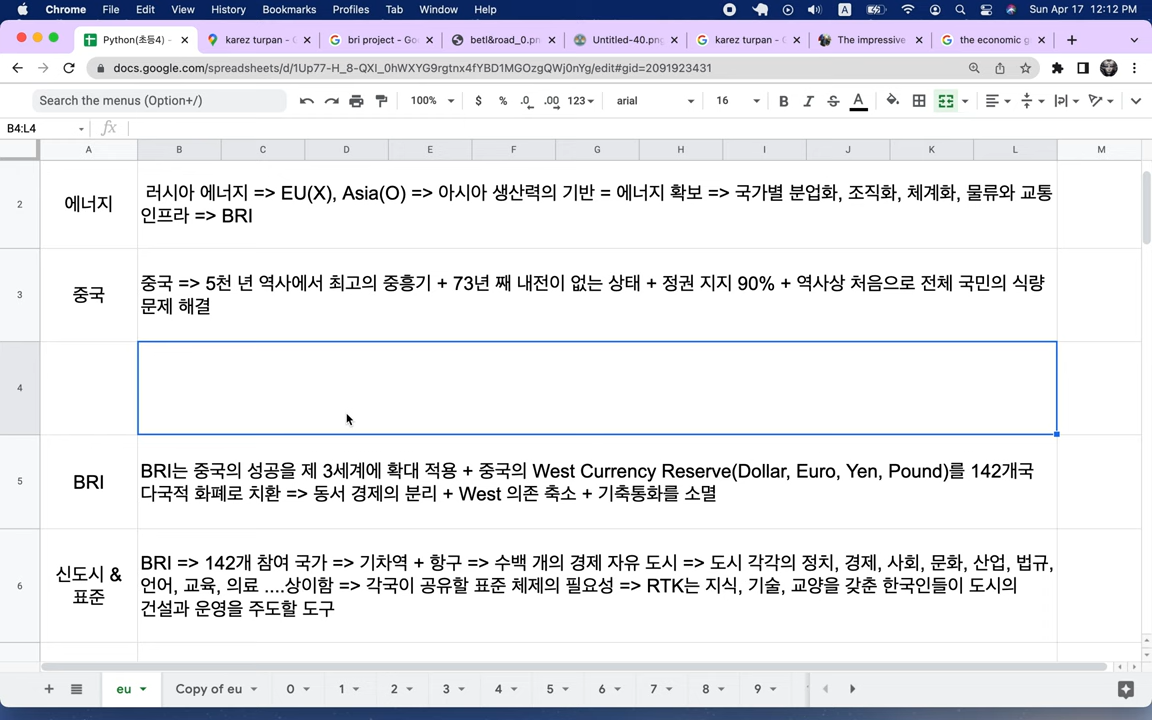 Chrome File Edit View History Bookmarks Profiles Tab Window Help A Sun Apr 17 12:12 PM
Python(초등4) - karez turpan - G bri project - Goo betl&road_0.pn Untitled-40.png karez turpan - G The impressive the economic g
docs.google.com/spreadsheets/d/1Up77-H_8-QXI_0hWXYG9rgtnx4fYBD1MGOzgQWj0nYg/edit#gid=2091923431
Search the menus (Option+/) 100% $ % .0 .00 123 arial 16 B I S A
B4:L4 fx
A B C D E F G H I J K L M
2 에너지 러시아 에너지 => EU(X), Asia(O) => 아시아 생산력의 기반 = 에너지 확보 => 국가별 분업화, 조직화, 체계화, 물류와 교통
인프라 => BRI
3 중국 중국 => 5천 년 역사에서 최고의 중흥기 + 73년 째 내전이 없는 상태 + 정권 지지 90% + 역사상 처음으로 전체 국민의 식량
문제 해결
4
5 BRI BRI는 중국의 성공을 제 3세계에 확대 적용 + 중국의 West Currency Reserve(Dollar, Euro, Yen, Pound)를 142개국
다국적 화폐로 치환 => 동서 경제의 분리 + West 의존 축소 + 기축통화를 소멸
6 신도시 &
표준
BRI => 142개 참여 국가 => 기차역 + 항구 => 수백 개의 경제 자유 도시 => 도시 각각의 정치, 경제, 사회, 문화, 산업, 법규,
언어, 교육, 의료 ....상이함 => 각국이 공유할 표준 체제의 필요성 => RTK는 지식, 기술, 교양을 갖춘 한국인들이 도시의
건설과 운영을 주도할 도구
eu Copy of eu 0 1 2 3 4 5 6 7 8 9